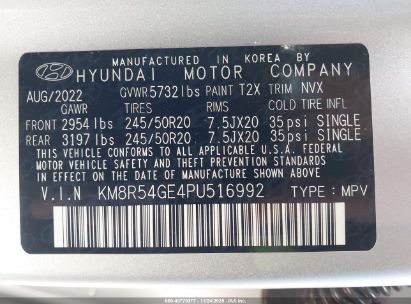 MANUFACTURED IN KOREA BY
HYUNDAI MOTOR COMPANY
AUG/2022 GVWR 5732 lbs PAINT T2X TRIM NVX
GAWR TIRES RIMS COLD TIRE INFL
FRONT 2954 lbs 245/50R20 7.5JX20 35psi SINGLE
REAR 3197 lbs 245/50R20 7.5JX20 35psi SINGLE
THIS VEHICLE CONFORMS TO ALL APPLICABLE U.S.A. FEDERAL
MOTOR VEHICLE SAFETY STANDARDS IN EFFECT ON
THE DATE OF MANUFACTURE SHOWN ABOVE.
V.I.N KM8R54GE4PU516992 TYPE : MPV